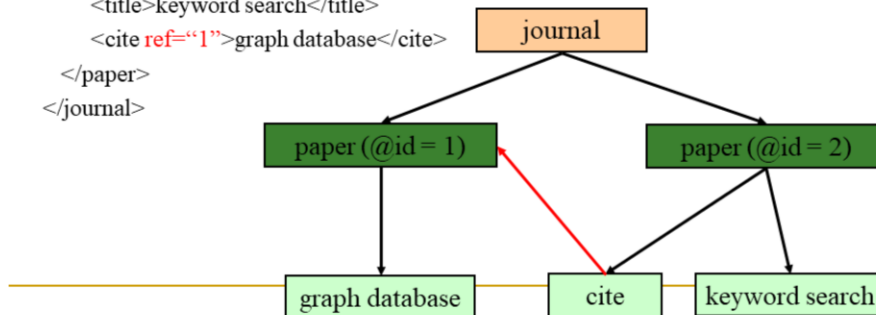 <title>keyword search</title>
<cite ref=“1”>graph database</cite>
</paper>
</journal>
journal
paper (@id = 1)
paper (@id = 2)
graph database
cite
keyword search